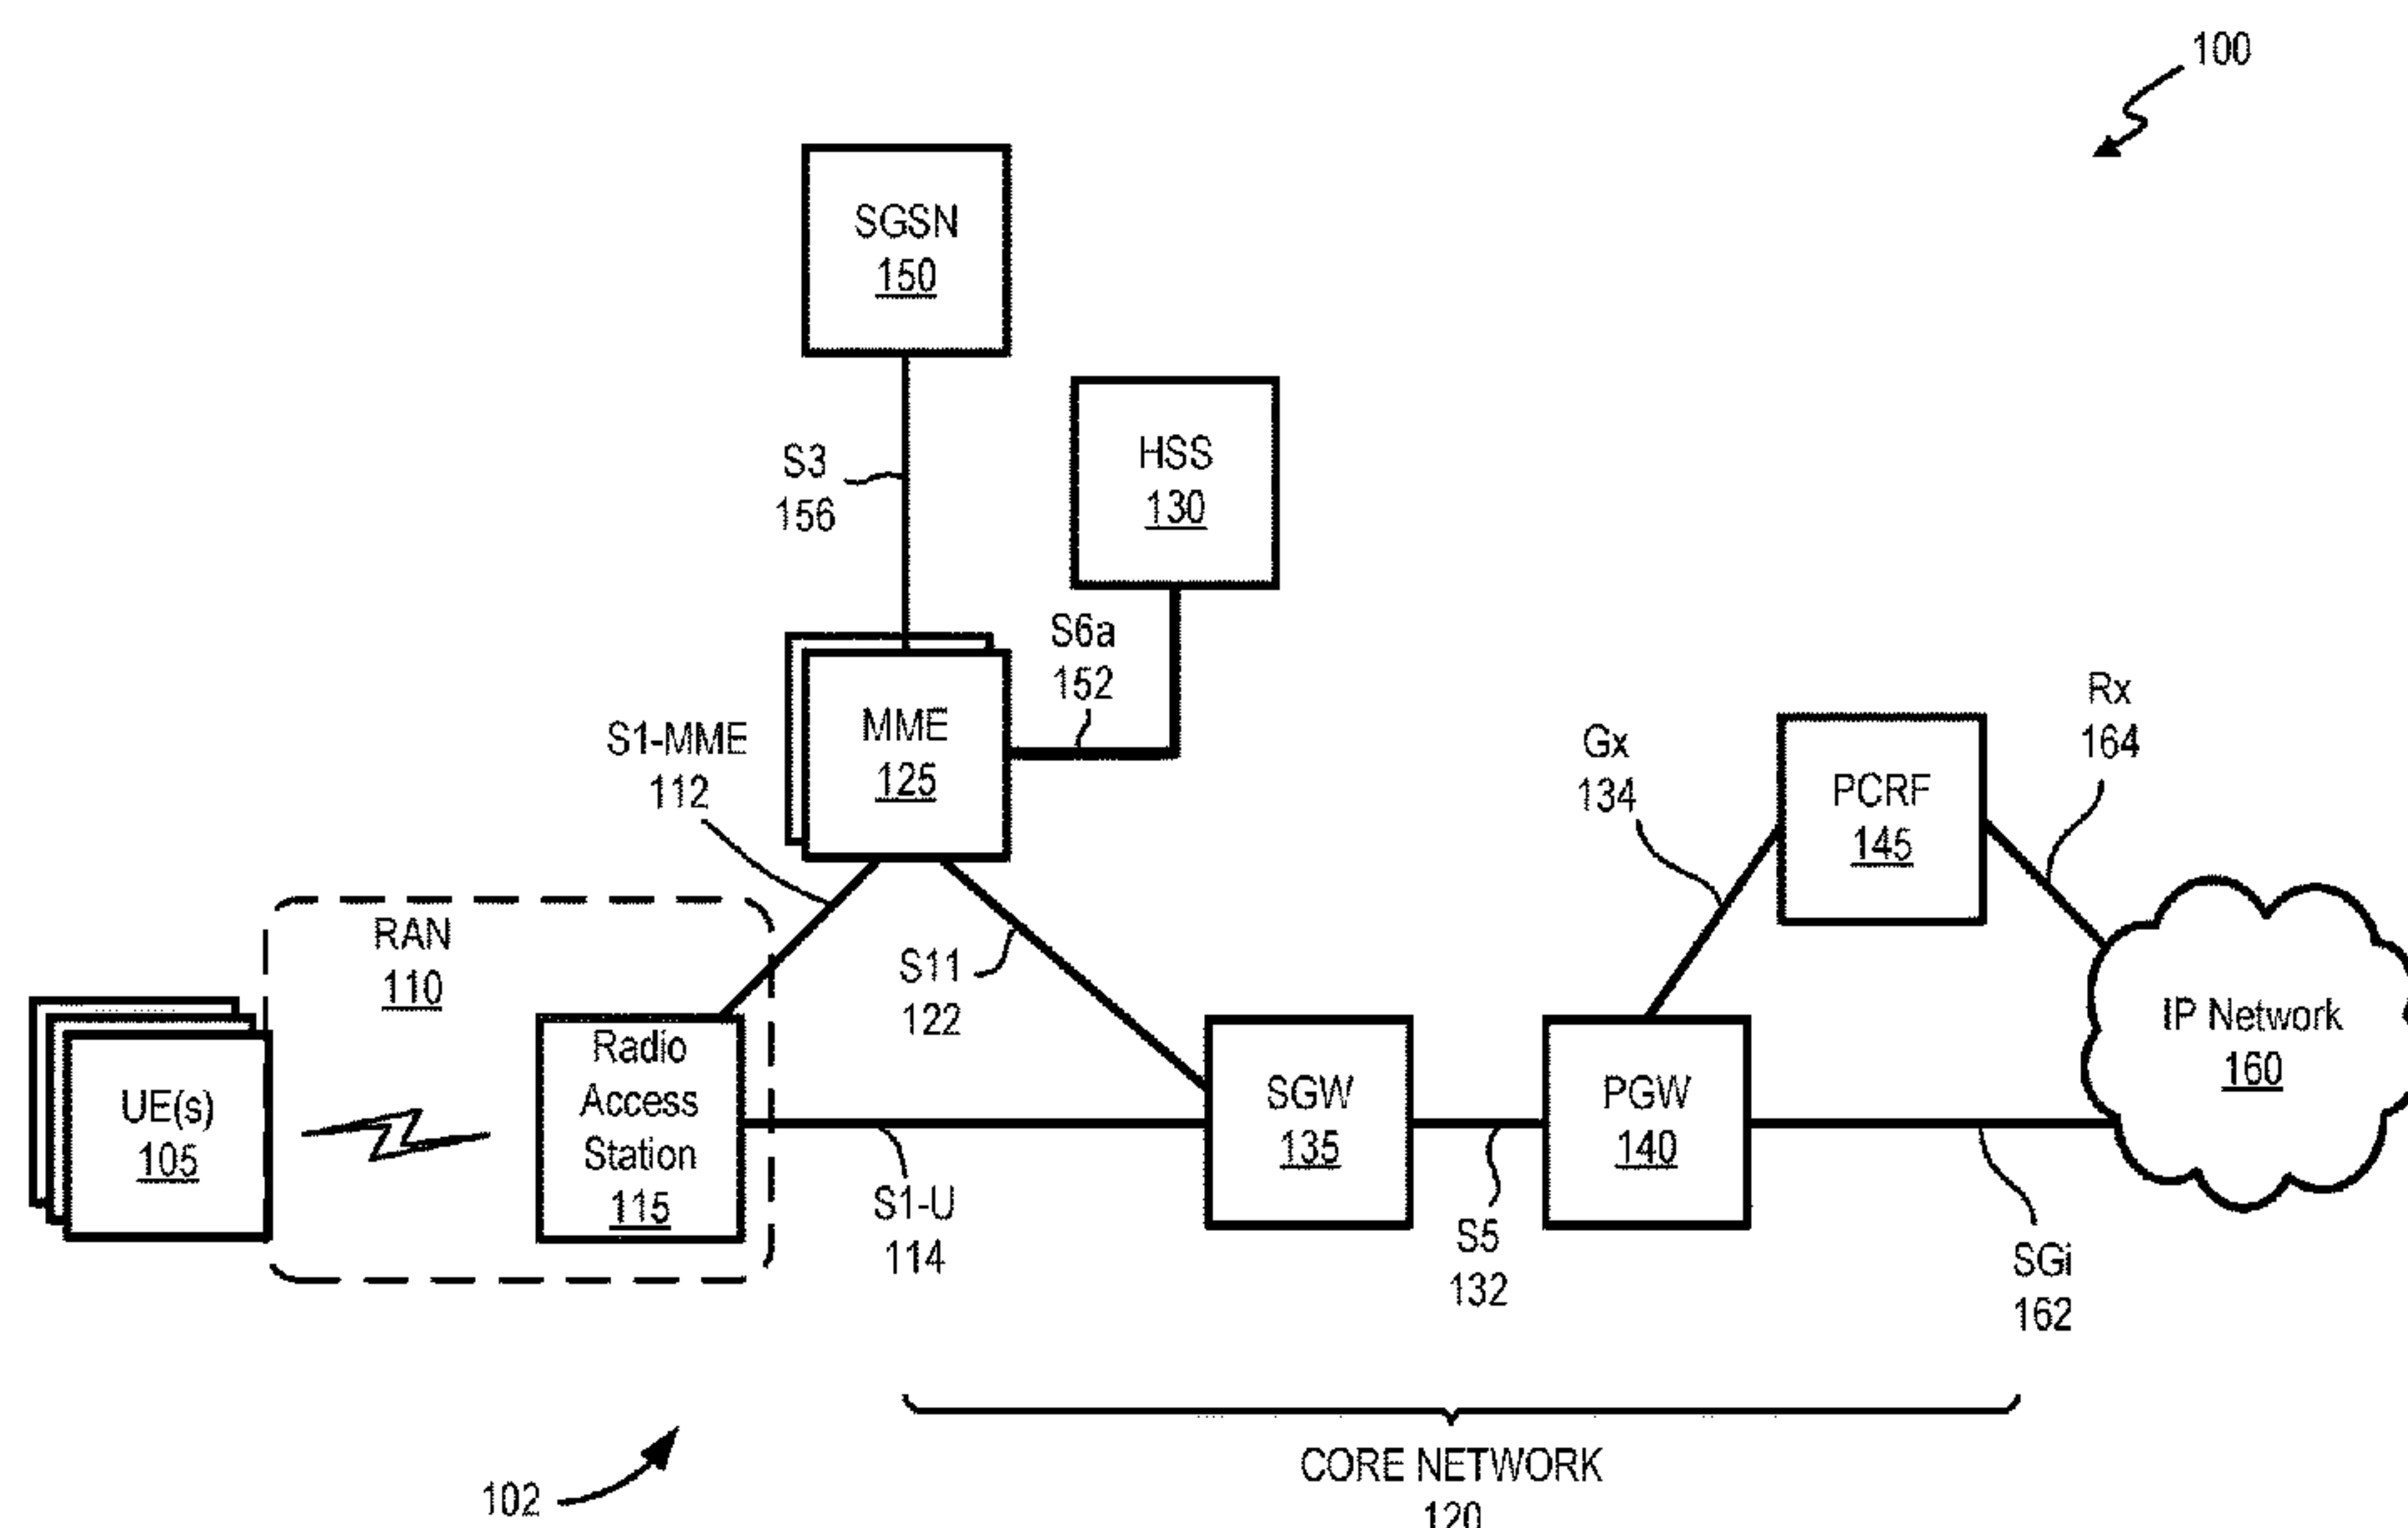 100
SGSN
150
S3
156
HSS
130
S6a
152
MME
125
S1-MME
112
Rx
164
Gx
134
PCRF
145
RAN
110
S11
122
IP Network
160
UE(s)
105
Radio
Access
Station
115
SGW
135
PGW
140
S1-U
114
S5
132
SGi
162
CORE NETWORK
120
102